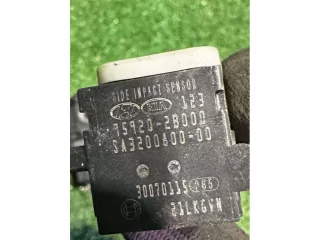 SIDE IMPACT SENSOR
123
95920-2B000
SA3200600-00
30070115
21LKGVN